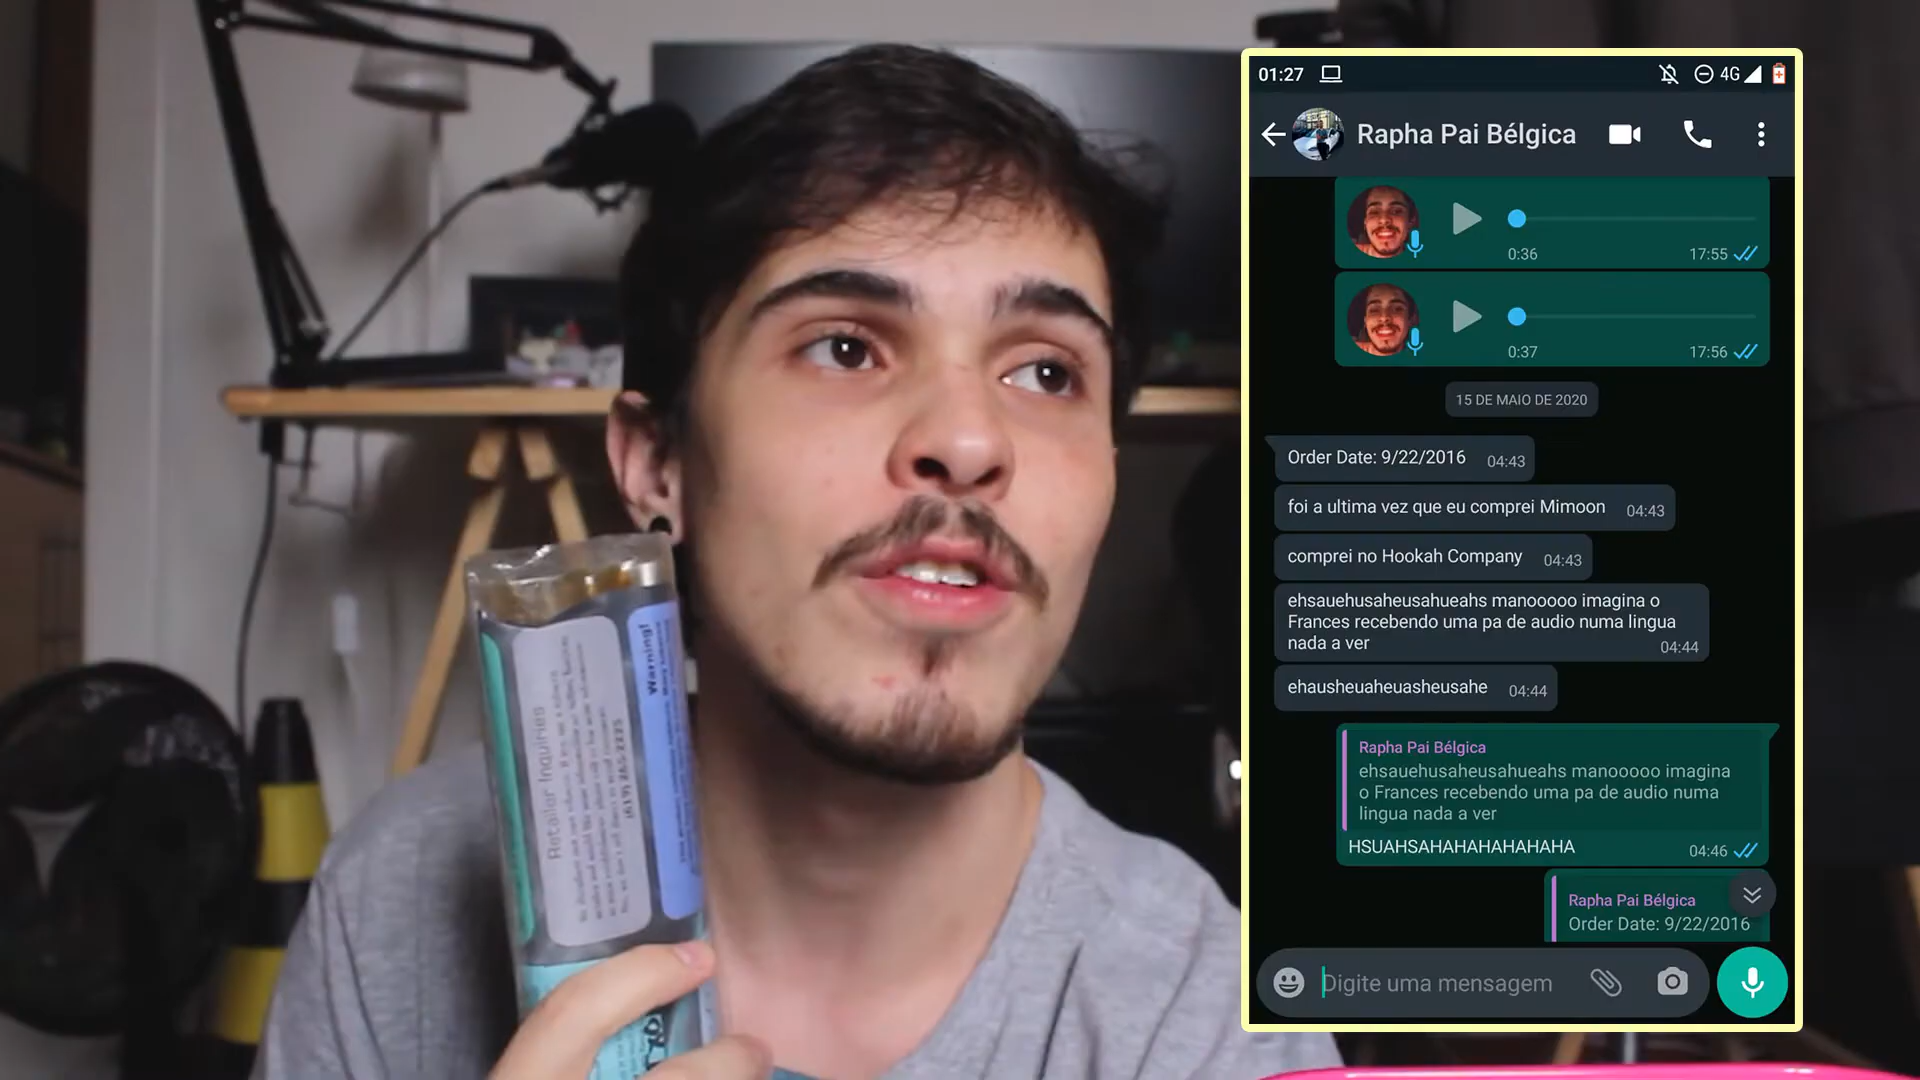 01:27
4G
Rapha Pai Bélgica
0:36 17:55
0:37 17:56
15 DE MAIO DE 2020
Order Date: 9/22/2016 04:43
foi a ultima vez que eu comprei Mimoon 04:43
comprei no Hookah Company 04:43
ehsauehusaheusahueahs manooooo imagina o
Frances recebendo uma pa de audio numa lingua
nada a ver 04:44
ehausheuaheuasheusahe 04:44
Rapha Pai Bélgica
ehsauehusaheusahueahs manooooo imagina
o Frances recebendo uma pa de audio numa
lingua nada a ver
HSUAHSAHAHAHAHAHAHA 04:46
Rapha Pai Bélgica
Order Date: 9/22/2016
Digite uma mensagem
Retailer Inquiries
(619) 265-2225
Warning!